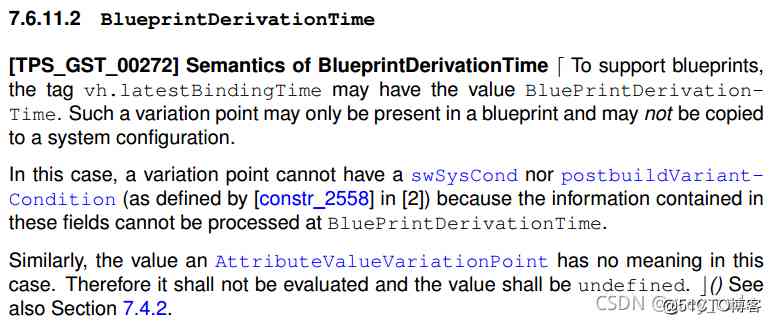 7.6.11.2 BlueprintDerivationTime
[TPS_GST_00272] Semantics of BlueprintDerivationTime ⌈ To support blueprints,
the tag vh.latestBindingTime may have the value BluePrintDerivation-
Time. Such a variation point may only be present in a blueprint and may not be copied
to a system configuration.
In this case, a variation point cannot have a swSysCond nor postbuildVariant-
Condition (as defined by [constr_2558] in [2]) because the information contained in
these fields cannot be processed at BluePrintDerivationTime.
Similarly, the value an AttributeValueVariationPoint has no meaning in this
case. Therefore it shall not be evaluated and the value shall be undefined. ⌋() See
also Section 7.4.2.
CSDN
@51CTO博客